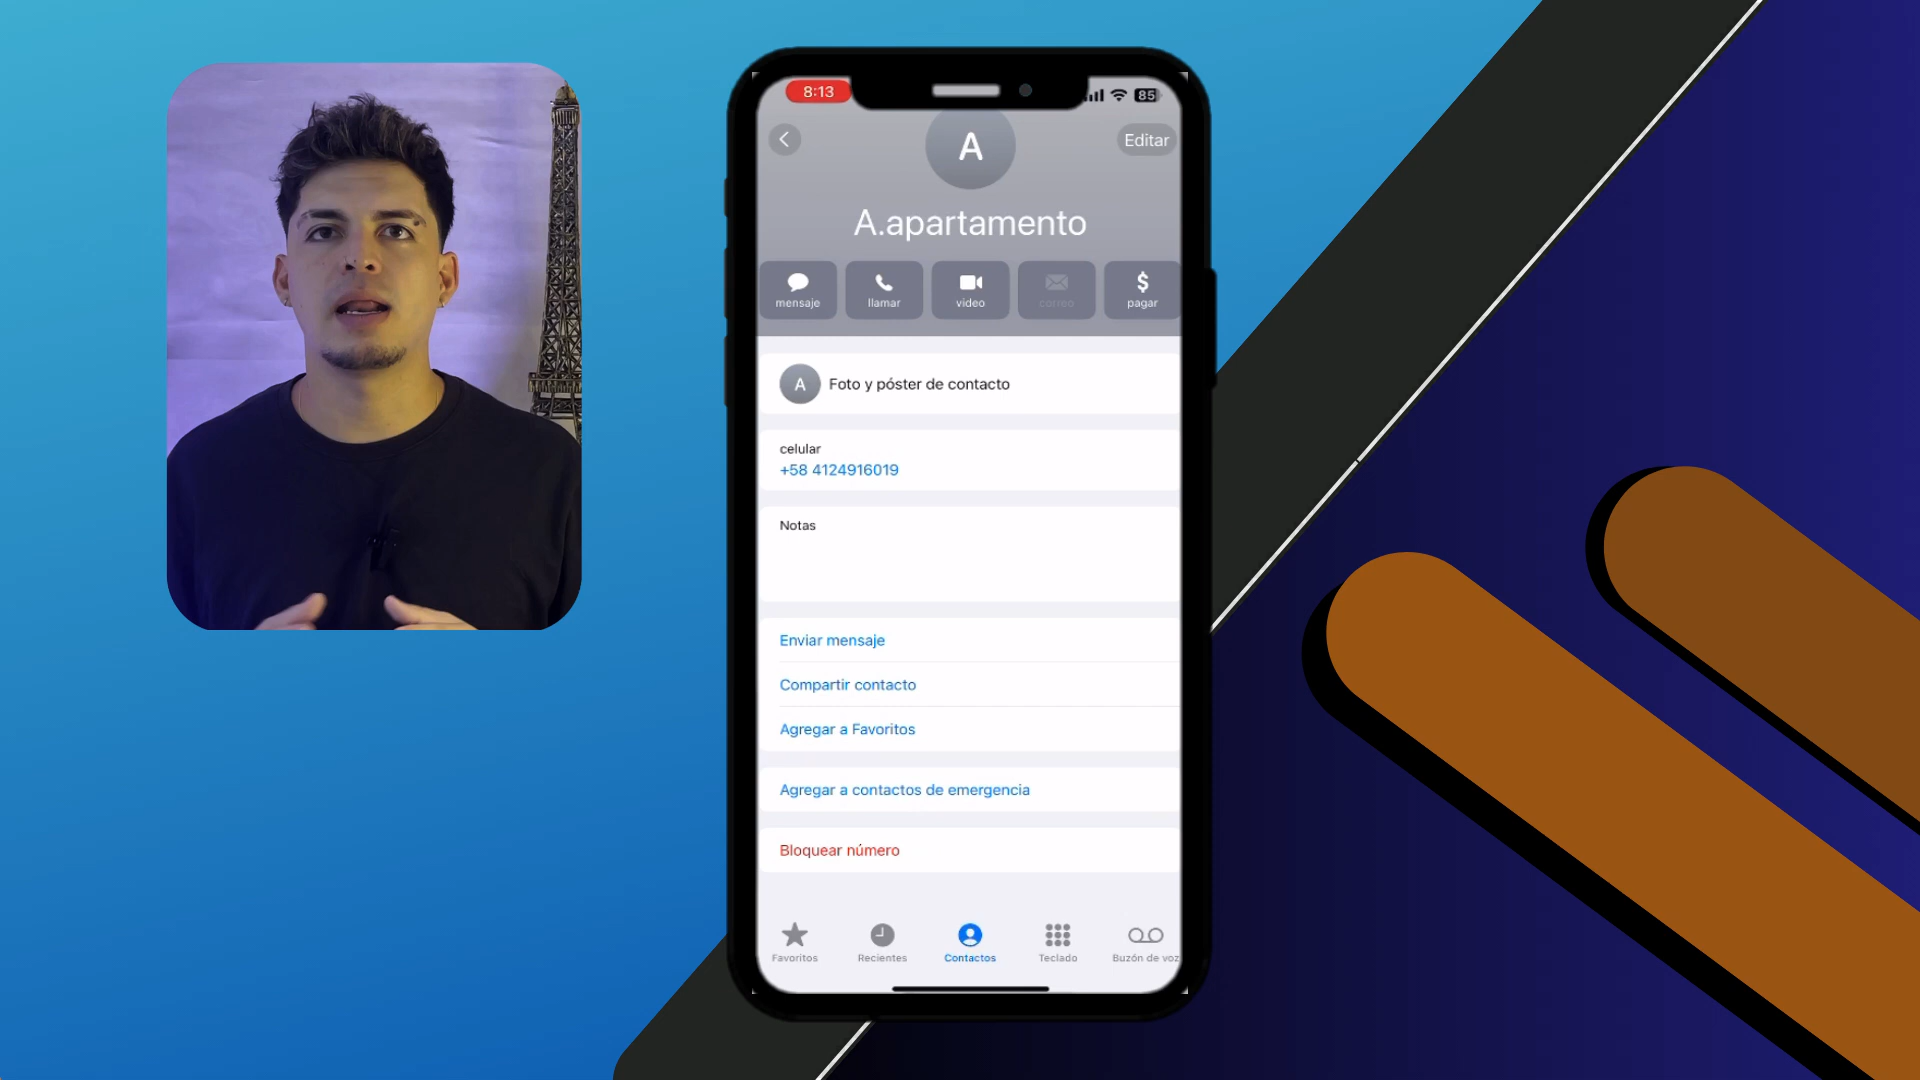 8:13
85
Editar
A
A.apartamento
mensaje
llamar
video
correo
pagar
A
Foto y póster de contacto
celular
+58 4124916019
Notas
Enviar mensaje
Compartir contacto
Agregar a Favoritos
Agregar a contactos de emergencia
Bloquear número
Favoritos
Recientes
Contactos
Teclado
Buzón de voz